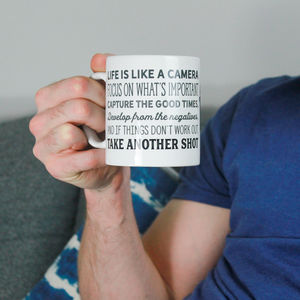 LIFE IS LIKE A CAMERA
FOCUS ON WHAT'S IMPORTANT
CAPTURE THE GOOD TIMES,
Develop from the negatives,
AND IF THINGS DON'T WORK OUT
TAKE ANOTHER SHOT